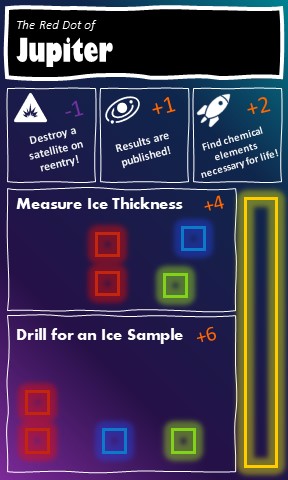 The Red Dot of
Jupiter
-1
Destroy a
satellite on
reentry!
+1
Results are
published!
+2
Find chemical
elements
necessary for life!
Measure Ice Thickness +4
Drill for an Ice Sample +6